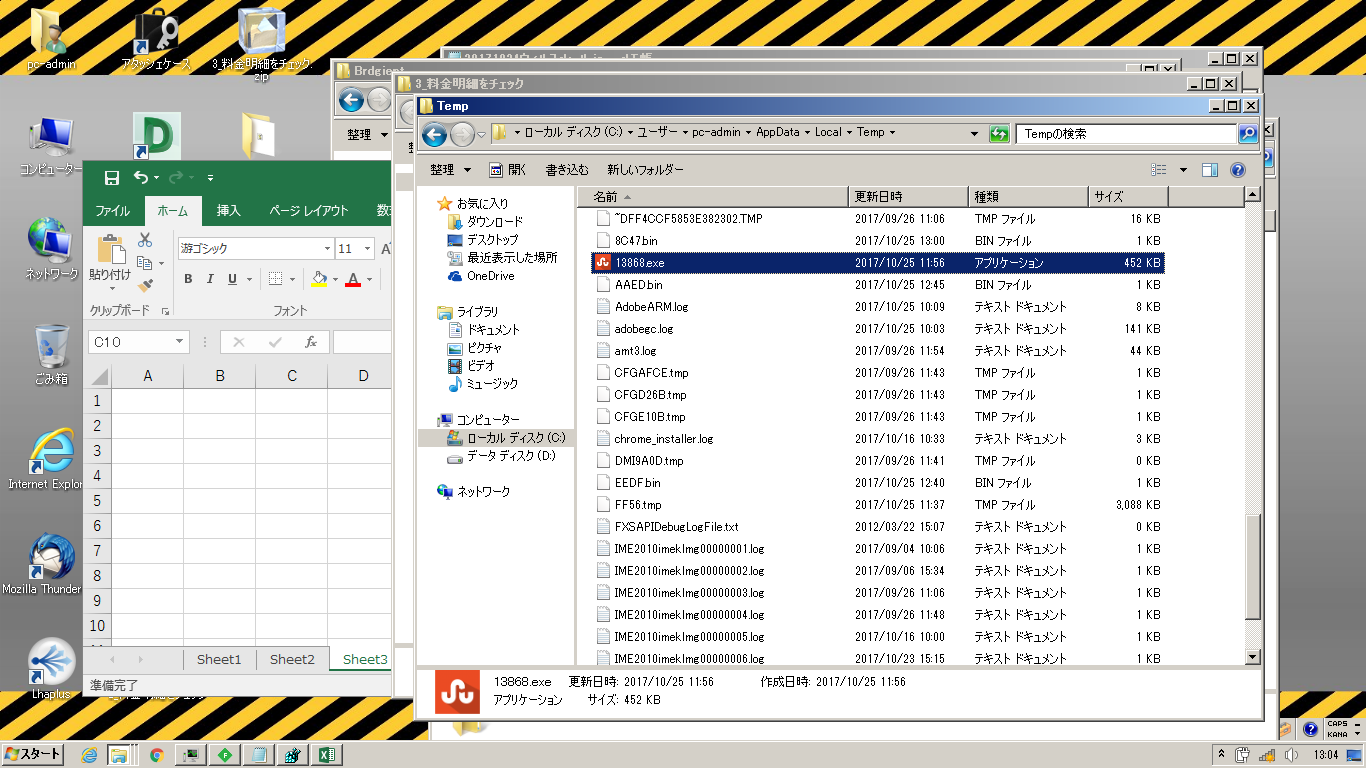 pc-admin
アタッシェケース
3_料金明細をチェック.zip
コンピューター
ネットワーク
ごみ箱
Internet Explor
Mozilla Thunder
Lhaplus
Brdgient
3_料金明細をチェック
整理
Temp
ローカル ディスク (C:)
ユーザー
pc-admin
AppData
Local
Temp
Tempの検索
整理
開く
書き込む
新しいフォルダー
お気に入り
ダウンロード
デスクトップ
最近表示した場所
OneDrive
ライブラリ
ドキュメント
ピクチャ
ビデオ
ミュージック
コンピューター
ローカル ディスク (C:)
データ ディスク (D:)
ネットワーク
名前 更新日時 種類 サイズ
~DFF4CCF5853E382302.TMP 2017/09/26 11:06 TMP ファイル 16 KB
8C47.bin 2017/10/25 13:00 BIN ファイル 1 KB
13868.exe 2017/10/25 11:56 アプリケーション 452 KB
AAED.bin 2017/10/25 12:45 BIN ファイル 1 KB
AdobeARM.log 2017/10/25 10:09 テキスト ドキュメント 8 KB
adobegc.log 2017/10/25 10:03 テキスト ドキュメント 141 KB
amt3.log 2017/09/26 11:54 テキスト ドキュメント 44 KB
CFGAFCE.tmp 2017/09/26 11:43 TMP ファイル 1 KB
CFGD26B.tmp 2017/09/26 11:43 TMP ファイル 1 KB
CFGE10B.tmp 2017/09/26 11:43 TMP ファイル 1 KB
chrome_installer.log 2017/10/16 10:33 テキスト ドキュメント 3 KB
DMI9A0D.tmp 2017/09/26 11:41 TMP ファイル 0 KB
EEDF.bin 2017/10/25 12:40 BIN ファイル 1 KB
FF56.tmp 2017/10/25 11:37 TMP ファイル 3,088 KB
FXSAPIDebugLogFile.txt 2012/03/22 15:07 テキスト ドキュメント 0 KB
IME2010imeklmg00000001.log 2017/09/04 10:06 テキスト ドキュメント 1 KB
IME2010imeklmg00000002.log 2017/09/06 15:34 テキスト ドキュメント 1 KB
IME2010imeklmg00000003.log 2017/09/26 11:06 テキスト ドキュメント 1 KB
IME2010imeklmg00000004.log 2017/09/26 11:48 テキスト ドキュメント 1 KB
IME2010imeklmg00000005.log 2017/10/16 10:00 テキスト ドキュメント 1 KB
IME2010imeklmg00000006.log 2017/10/23 15:15 テキスト ドキュメント 1 KB
13868.exe 更新日時: 2017/10/25 11:56 作成日時: 2017/10/25 11:56
アプリケーション サイズ: 452 KB
ファイル ホーム 挿入 ページ レイアウト 数
貼り付け
游ゴシック 11
B I U
クリップボード フォント
C10
fx
A B C D
1
2
3
4
5
6
7
8
9
10
Sheet1 Sheet2 Sheet3
準備完了
スタート
CAPS
KANA
13:04